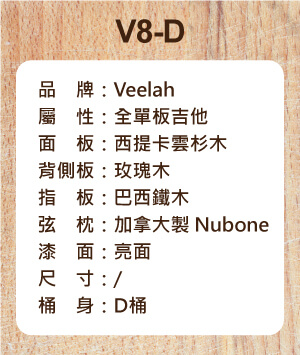 V8-D
品　牌：Veelah
屬　性：全單板吉他
面　板：西提卡雲杉木
背側板：玫瑰木
指　板：巴西鐵木
弦　枕：加拿大製 Nubone
漆　面：亮面
尺　寸：/
桶　身：D桶